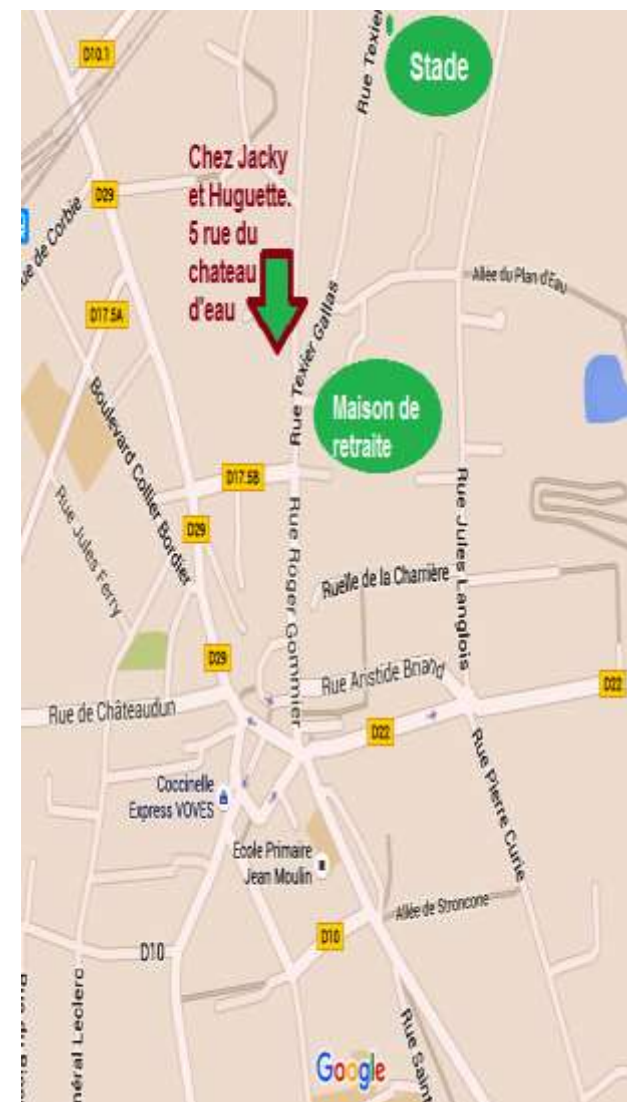 D10.1
Rue Texier
Stade
Chez Jacky
et Huguette.
5 rue du
chateau
d'eau
D29
de Corbie
Allée du Plan d'Eau
D17.5A
Rue Texier Gallas
Maison de
retraite
Boulevard Collier Bordier
D17.5B
Rue Jules Ferry
D29
Rue Roger Gommier
Rue Jules Langlois
Ruelle de la Charrière
D29
Rue Aristide Briand
D22
Rue de Châteaudun
D22
Coccinelle
Express VOVES
Rue Pierre Curie
Ecole Primaire
Jean Moulin
Allée de Stroncone
D10
D10
Leclerc
Rue Saint
Google